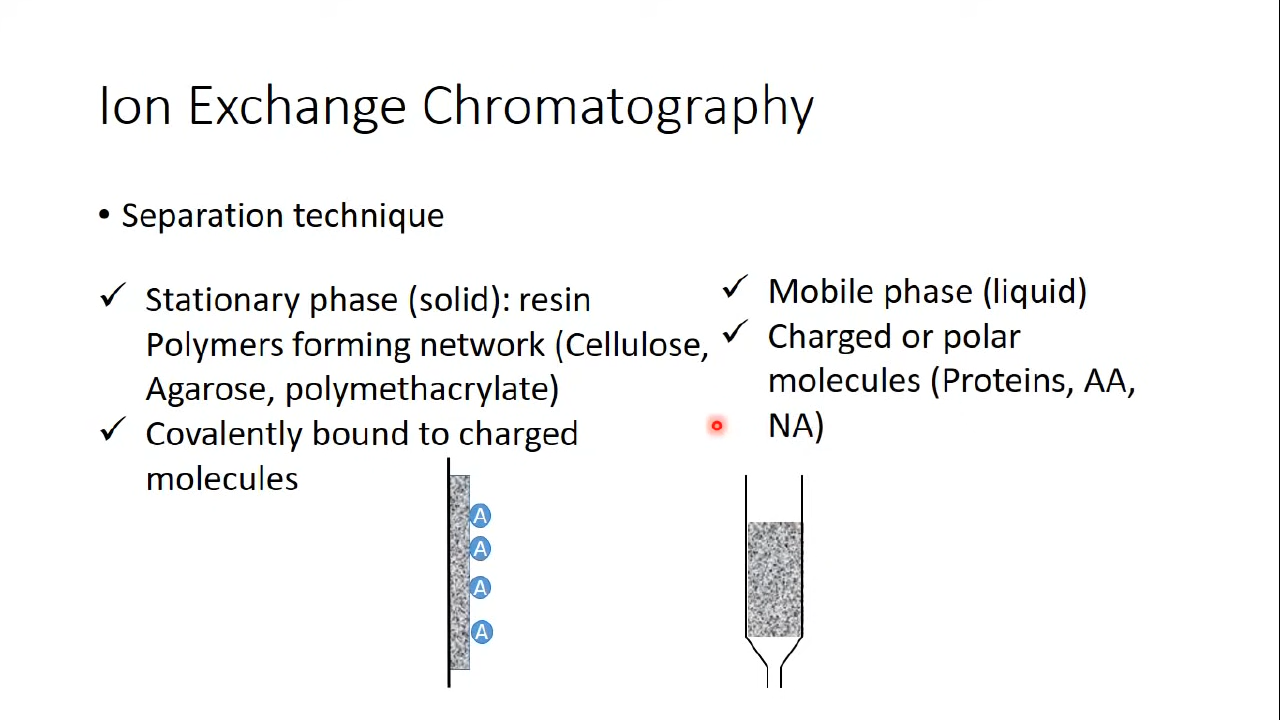 Ion Exchange Chromatography
• Separation technique
✓ Stationary phase (solid): resin
Polymers forming network (Cellulose,
Agarose, polymethacrylate)
✓ Covalently bound to charged
molecules
✓ Mobile phase (liquid)
✓ Charged or polar
molecules (Proteins, AA,
NA)
A
A
A
A